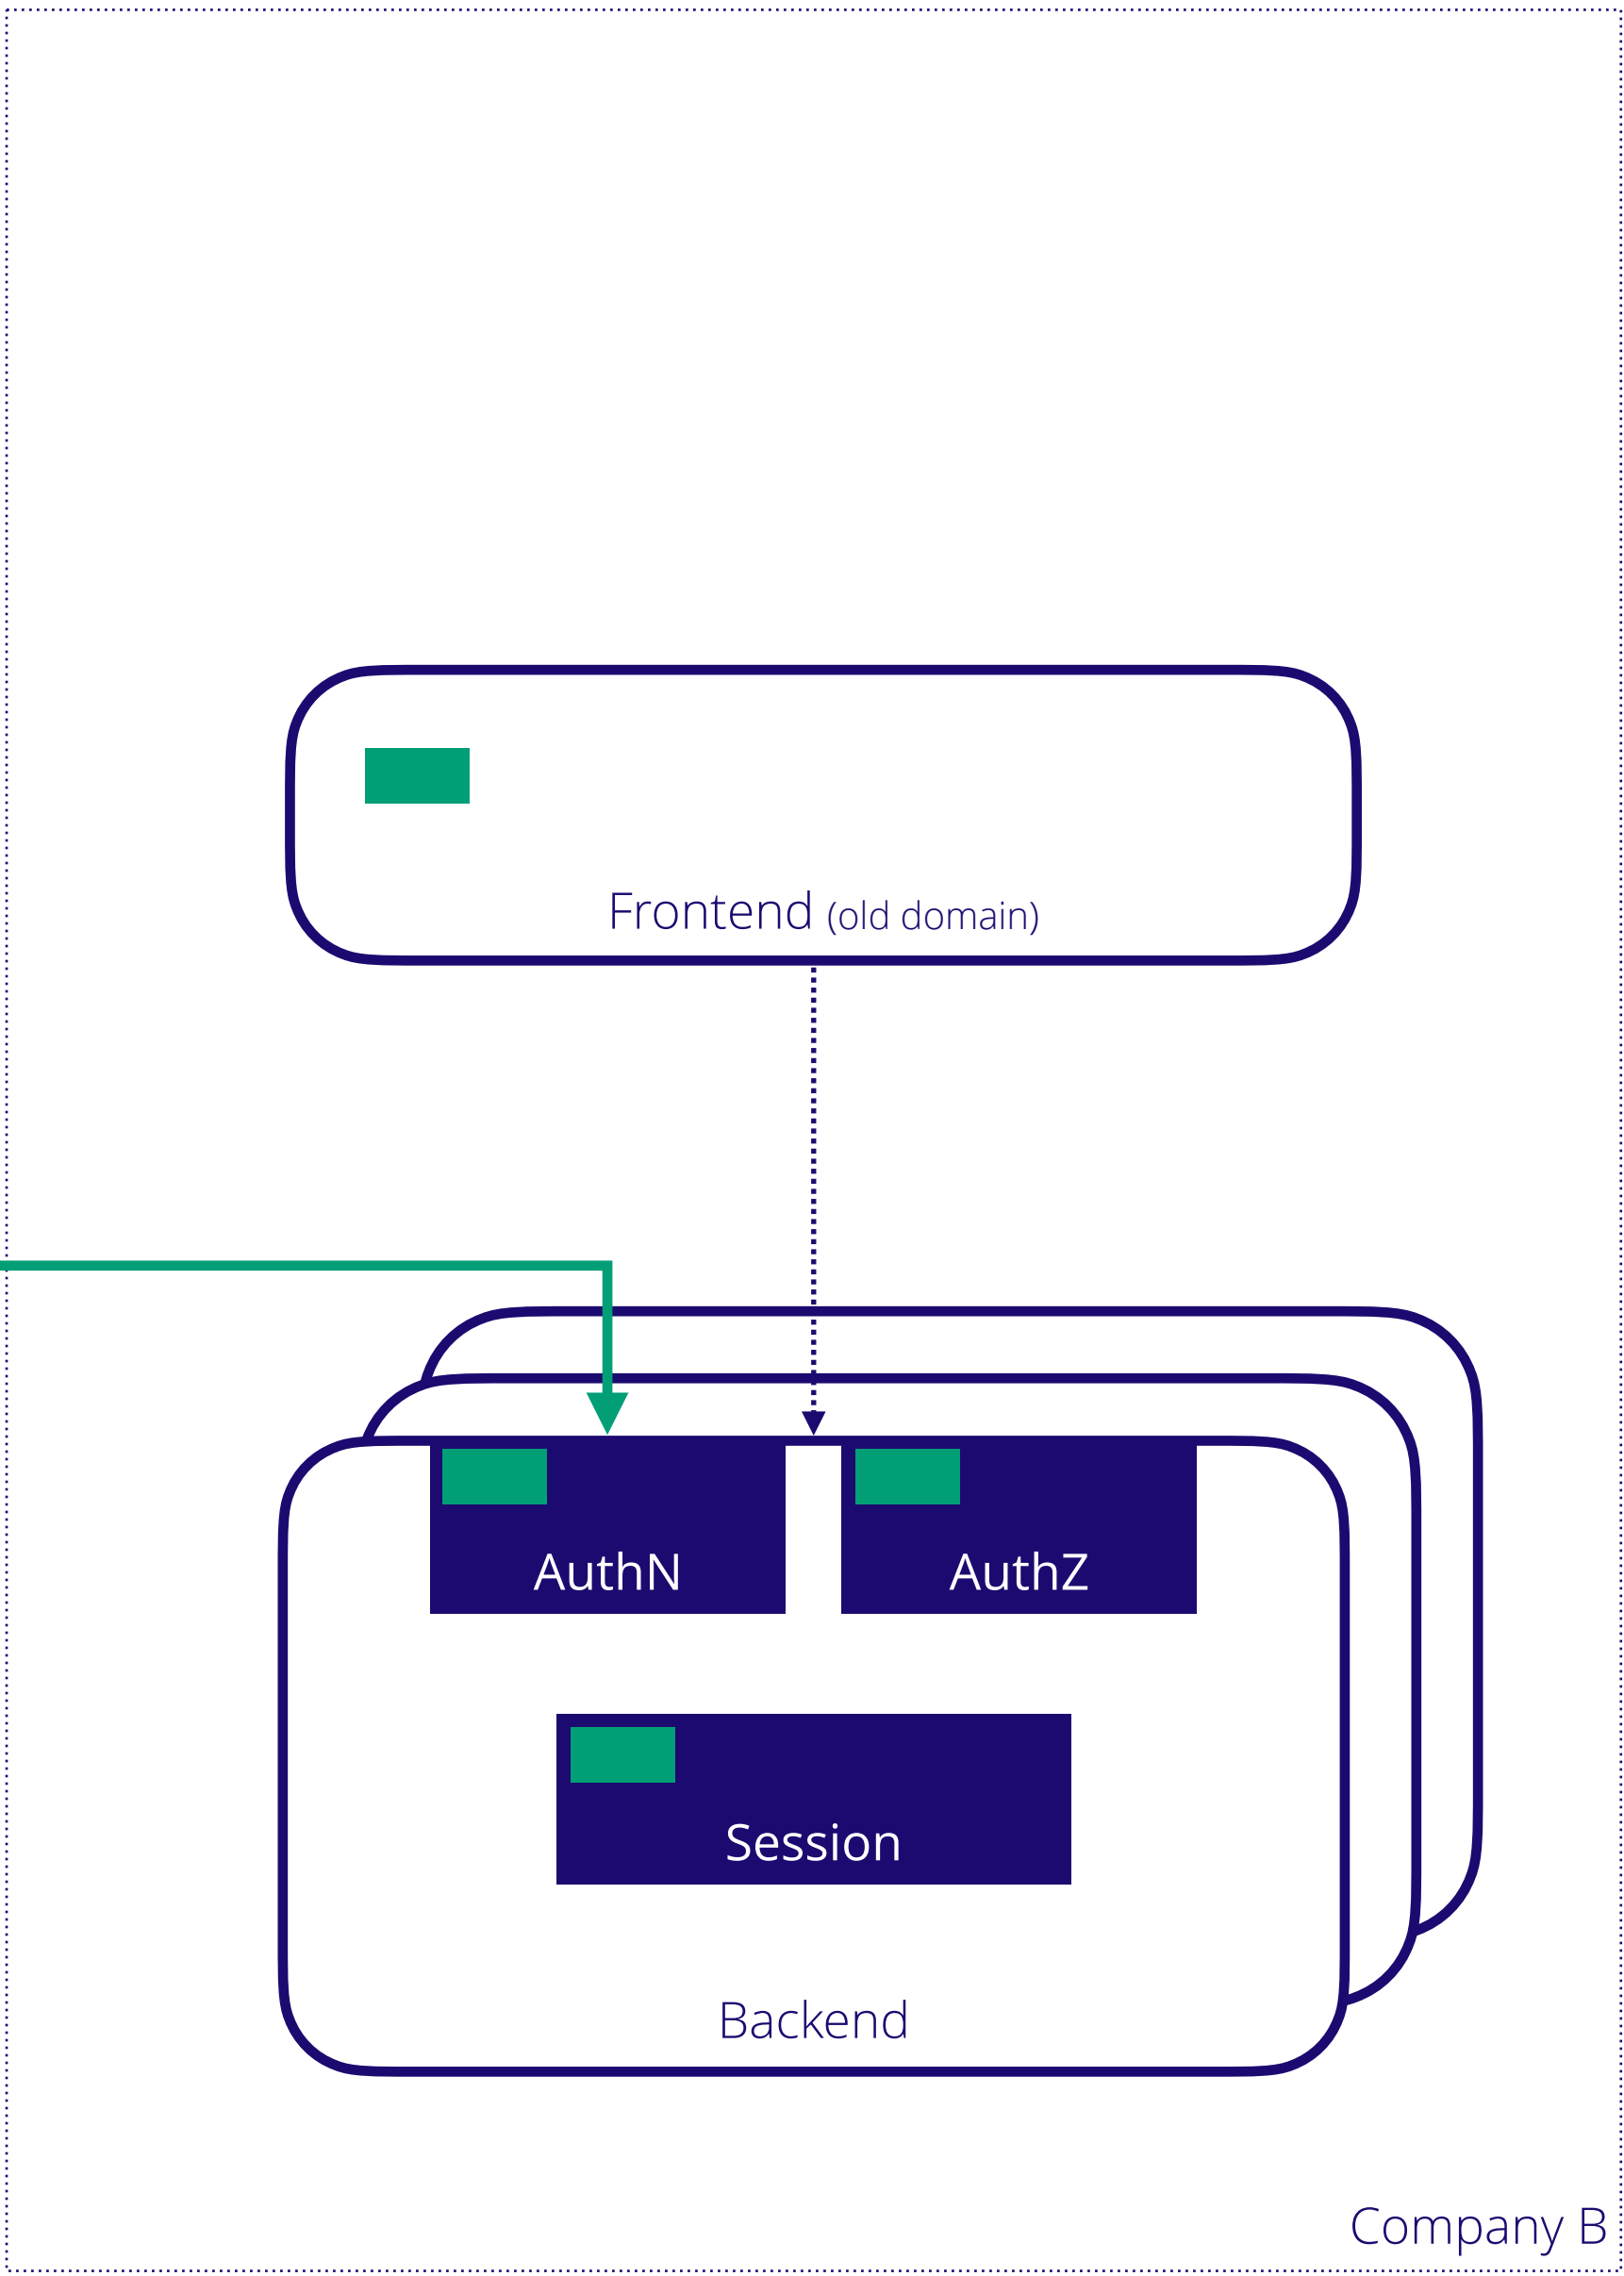 Frontend (old domain)
AuthN
AuthZ
Session
Backend
Company B